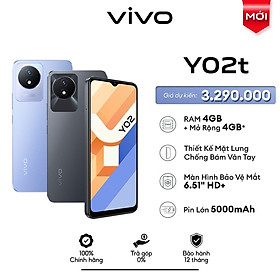 vivo
MỚI
Y02t
Giá dự kiến: 3.290.000
RAM 4GB
+ Mở Rộng 4GB*
Thiết Kế Mặt Lưng
Chống Bám Vân Tay
Màn Hình Bảo Vệ Mắt
6.51" HD+
Pin Lớn 5000mAh
vivo
vivo
Y02
100%
Chính hãng
Trả góp
0%
Bảo hành
12 tháng